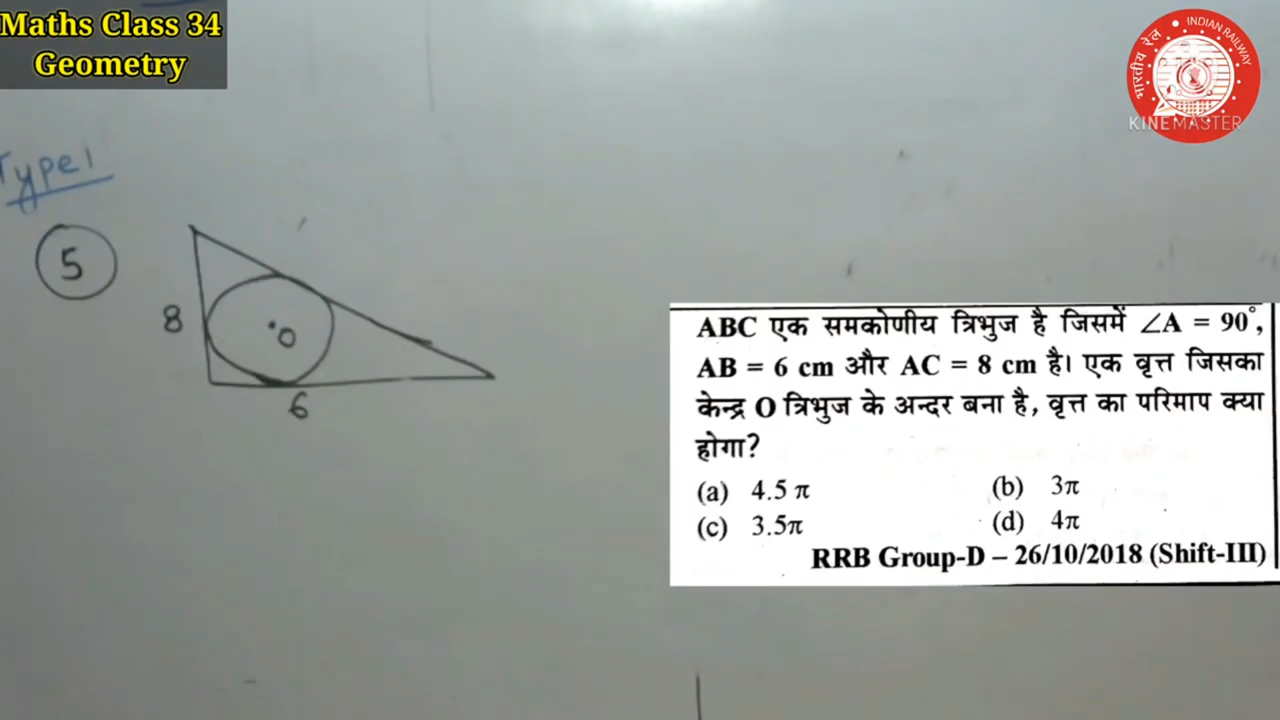 Maths Class 34
Geometry
INDIAN RAILWAY
भारतीय रेल
KINEMASTER
Type1
5
8
O
6
ABC एक समकोणीय त्रिभुज है जिसमें ∠A = 90°,
AB = 6 cm और AC = 8 cm है। एक वृत्त जिसका
केन्द्र O त्रिभुज के अन्दर बना है, वृत्त का परिमाप क्या
होगा?
(a) 4.5 π (b) 3π
(c) 3.5π (d) 4π
RRB Group-D – 26/10/2018 (Shift-III)